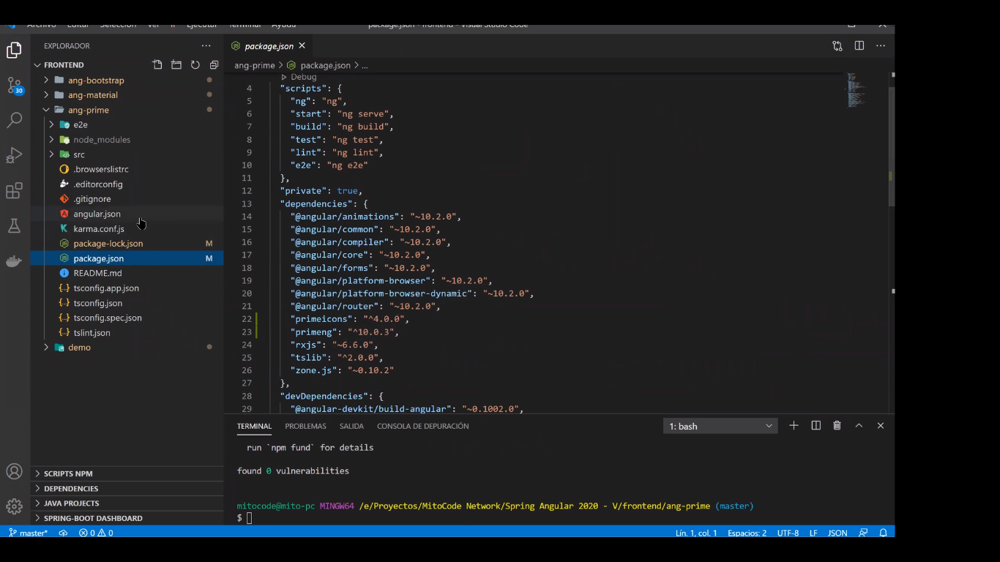 Archivo Editar Selección Ver Ir Ejecutar Terminal Ayuda
package.json - frontend - Visual Studio Code
EXPLORADOR
FRONTEND
ang-bootstrap
ang-material
ang-prime
e2e
node_modules
src
.browserslistrc
.editorconfig
.gitignore
angular.json
karma.conf.js
package-lock.json M
package.json M
README.md
tsconfig.app.json
tsconfig.json
tsconfig.spec.json
tslint.json
demo
SCRIPTS NPM
DEPENDENCIES
JAVA PROJECTS
SPRING-BOOT DASHBOARD
30
package.json
ang-prime > package.json > ...
Debug
4 "scripts": {
5 "ng": "ng",
6 "start": "ng serve",
7 "build": "ng build",
8 "test": "ng test",
9 "lint": "ng lint",
10 "e2e": "ng e2e"
11 },
12 "private": true,
13 "dependencies": {
14 "@angular/animations": "~10.2.0",
15 "@angular/common": "~10.2.0",
16 "@angular/compiler": "~10.2.0",
17 "@angular/core": "~10.2.0",
18 "@angular/forms": "~10.2.0",
19 "@angular/platform-browser": "~10.2.0",
20 "@angular/platform-browser-dynamic": "~10.2.0",
21 "@angular/router": "~10.2.0",
22 "primeicons": "^4.0.0",
23 "primeng": "^10.0.3",
24 "rxjs": "~6.6.0",
25 "tslib": "^2.0.0",
26 "zone.js": "~0.10.2"
27 },
28 "devDependencies": {
29 "@angular-devkit/build-angular": "~0.1002.0",
TERMINAL PROBLEMAS SALIDA CONSOLA DE DEPURACIÓN 1: bash
run `npm fund` for details
found 0 vulnerabilities
mitocode@mito-pc MINGW64 /e/Proyectos/MitoCode Network/Spring Angular 2020 - V/frontend/ang-prime (master)
$
master* 0 0 Lín. 1, col. 1 Espacios: 2 UTF-8 LF JSON